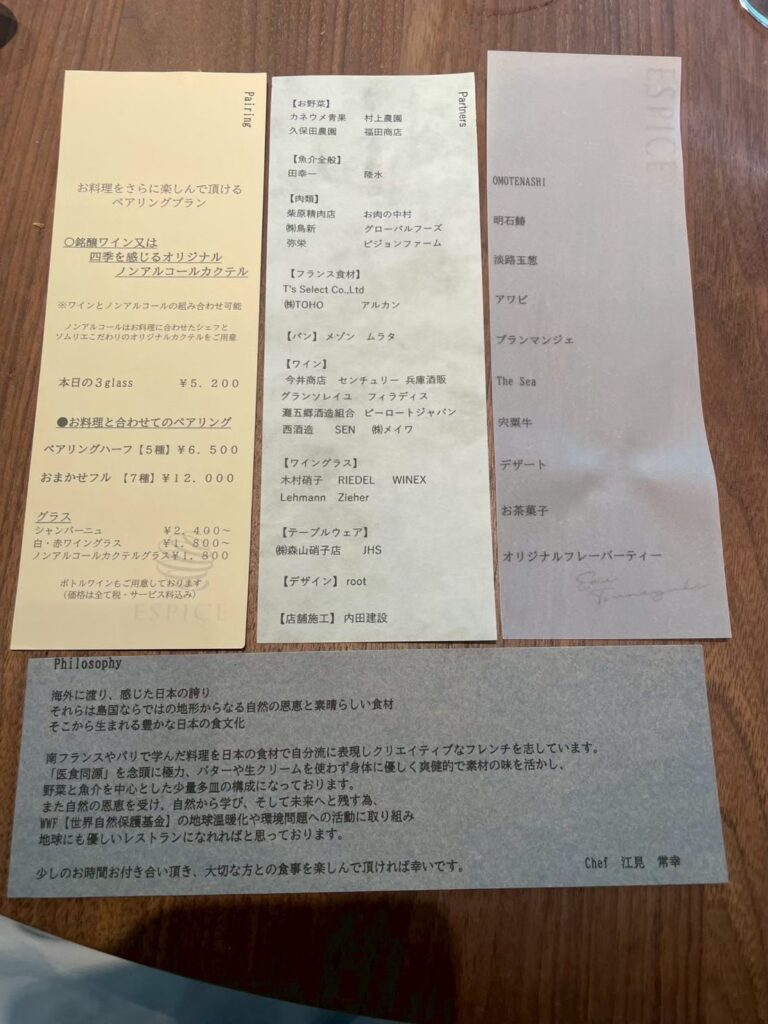 Pairing
お料理をさらに楽しんで頂ける
ペアリングプラン
○銘醸ワイン又は
四季を感じるオリジナル
ノンアルコールカクテル
※ワインとノンアルコールの組み合わせ可能
ノンアルコールはお料理に合わせたシェフと
ソムリエこだわりのオリジナルカクテルをご用意
本日の3glass ¥5.200
●お料理と合わせてのペアリング
ペアリングハーフ【5種】¥6.500
おまかせフル 【7種】¥12.000
グラス
シャンパーニュ ¥2.400~
白・赤ワイングラス ¥1.800~
ノンアルコールカクテルグラス¥1.800
ボトルワインもご用意しております
(価格は全て税・サービス料込み)
ESPICE
Partners
【お野菜】
カネウメ青果 村上農園
久保田農園 福田商店
【魚介全般】
田幸一 陸水
【肉類】
柴原精肉店 お肉の中村
㈱鳥新 グローバルフーズ
弥栄 ビジョンファーム
【フランス食材】
T's Select Co.,Ltd
㈱TOHO アルカン
【パン】 メゾン ムラタ
【ワイン】
今井商店 センチュリー 兵庫酒販
グランソレイユ フィラディス
灘五郷酒造組合 ピーロートジャパン
西酒造 SEN ㈱メイワ
【ワイングラス】
木村硝子 RIEDEL WINEX
Lehmann Zieher
【テーブルウェア】
㈱森山硝子店 JHS
【デザイン】 root
【店舗施工】 内田建設
ESPICE
OMOTENASHI
明石鰆
淡路玉葱
アワビ
ブランマンジェ
The Sea
宍粟牛
デザート
お茶菓子
オリジナルフレーバーティー
Philosophy
海外に渡り、感じた日本の誇り
それらは島国ならではの地形からなる自然の恩恵と素晴らしい食材
そこから生まれる豊かな日本の食文化
南フランスやパリで学んだ料理を日本の食材で自分流に表現しクリエイティブなフレンチを志しています。
「医食同源」を念頭に極力、バターや生クリームを使わず身体に優しく爽健的で素材の味を活かし、
野菜と魚介を中心とした少量多皿の構成になっております。
また自然の恩恵を受け、自然から学び、そして未来へと残す為、
WWF【世界自然保護基金】の地球温暖化や環境問題への活動に取り組み
地球にも優しいレストランになれればと思っております。
少しのお時間お付き合い頂き、大切な方との食事を楽しんで頂ければ幸いです。
Chef 江見 常幸